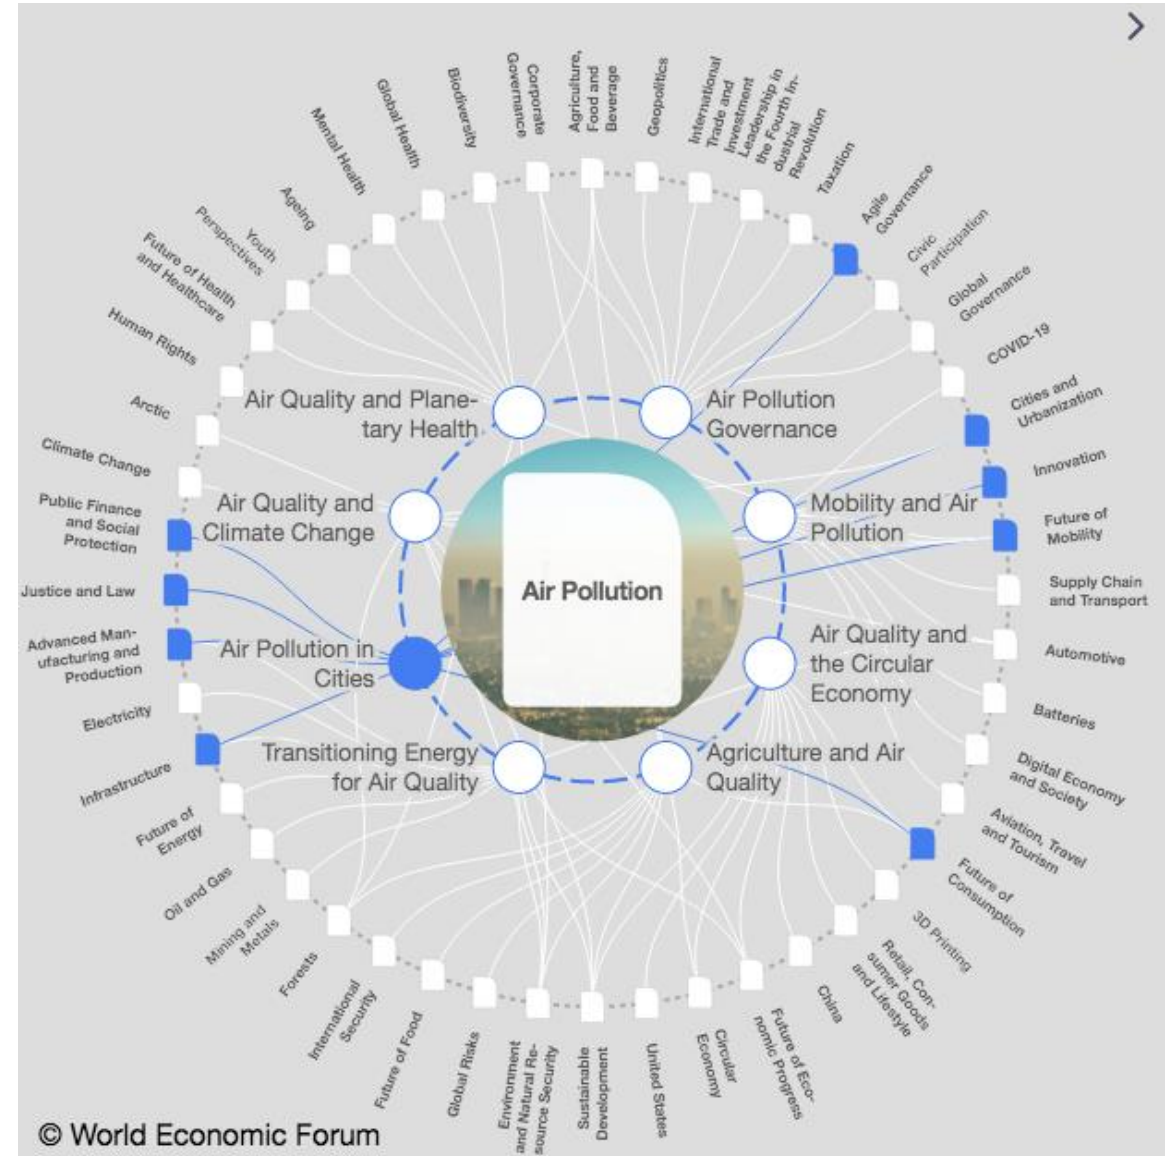 Agriculture,
Food and
Beverage
Geopolitics
International
Trade and
Investment
Leadership in
the Fourth In-
dustrial
Revolution
Taxation
Agile
Governance
Civic
Participation
Global
Governance
COVID-19
Cities and
Urbanization
Innovation
Future of
Mobility
Supply Chain
and Transport
Automotive
Batteries
Digital Economy
and Society
Aviation, Travel
and Tourism
Future of
Consumption
3D Printing
Retail, Con-
sumer Goods
and Lifestyle
China
Future of Eco-
nomic Progress
Circular
Economy
United States
Sustainable
Development
Environment
and Natural Re-
source Security
Global Risks
Future of Food
International
Security
Forests
Mining and
Metals
Oil and Gas
Future of
Energy
Infrastructure
Electricity
Advanced Man-
ufacturing and
Production
Justice and Law
Public Finance
and Social
Protection
Climate Change
Arctic
Human Rights
Future of Health
and Healthcare
Youth
Perspectives
Ageing
Mental Health
Global Health
Biodiversity
Corporate
Governance
Air Quality and Plane-
tary Health
Air Pollution
Governance
Air Quality and
Climate Change
Mobility and Air
Pollution
Air Pollution
Air Pollution in
Cities
Air Quality and
the Circular
Economy
Transitioning Energy
for Air Quality
Agriculture and Air
Quality
© World Economic Forum